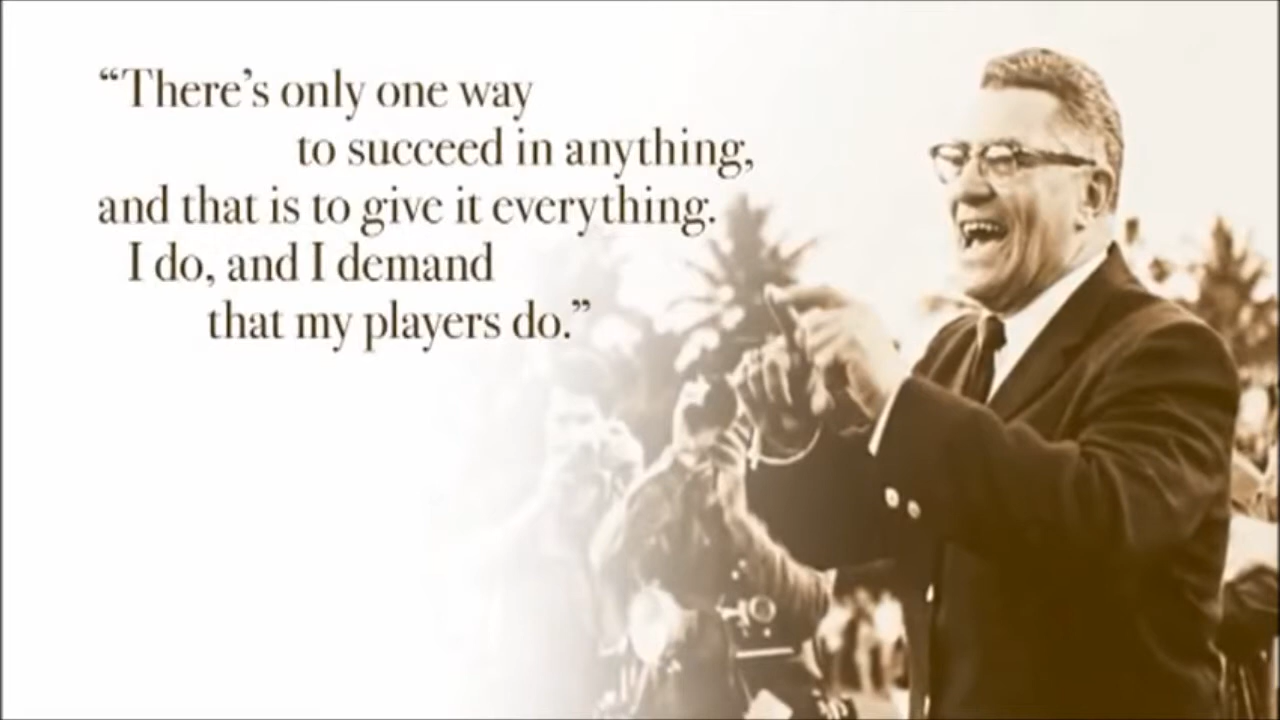 “There’s only one way
to succeed in anything,
and that is to give it everything.
I do, and I demand
that my players do.”